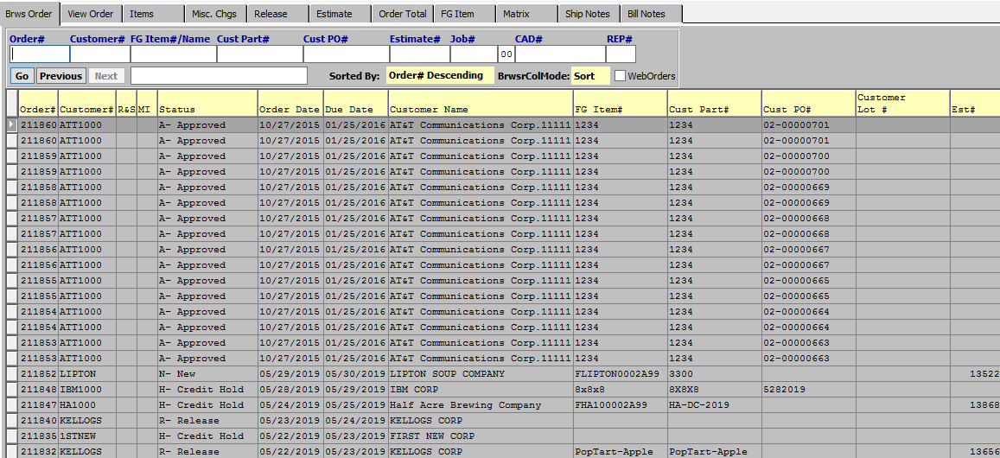 Brws Order View Order Items Misc. Chgs Release Estimate Order Total FG Item Matrix Ship Notes Bill Notes
Order# Customer# FG Item#/Name Cust Part# Cust PO# Estimate# Job# CAD# REP#
00
Go Previous Next Sorted By: Order# Descending BrwsrColMode: Sort WebOrders
Order# Customer# R&S MI Status Order Date Due Date Customer Name FG Item# Cust Part# Cust PO# Customer Lot # Est#
211860 ATT1000 A- Approved 10/27/2015 01/25/2016 AT&T Communications Corp.11111 1234 1234 02-00000701
211860 ATT1000 A- Approved 10/27/2015 01/25/2016 AT&T Communications Corp.11111 1234 1234 02-00000701
211859 ATT1000 A- Approved 10/27/2015 01/25/2016 AT&T Communications Corp.11111 1234 1234 02-00000700
211859 ATT1000 A- Approved 10/27/2015 01/25/2016 AT&T Communications Corp.11111 1234 1234 02-00000700
211858 ATT1000 A- Approved 10/27/2015 01/25/2016 AT&T Communications Corp.11111 1234 1234 02-00000669
211858 ATT1000 A- Approved 10/27/2015 01/25/2016 AT&T Communications Corp.11111 1234 1234 02-00000669
211857 ATT1000 A- Approved 10/27/2015 01/25/2016 AT&T Communications Corp.11111 1234 1234 02-00000668
211857 ATT1000 A- Approved 10/27/2015 01/25/2016 AT&T Communications Corp.11111 1234 1234 02-00000668
211856 ATT1000 A- Approved 10/27/2015 01/25/2016 AT&T Communications Corp.11111 1234 1234 02-00000667
211856 ATT1000 A- Approved 10/27/2015 01/25/2016 AT&T Communications Corp.11111 1234 1234 02-00000667
211855 ATT1000 A- Approved 10/27/2015 01/25/2016 AT&T Communications Corp.11111 1234 1234 02-00000665
211855 ATT1000 A- Approved 10/27/2015 01/25/2016 AT&T Communications Corp.11111 1234 1234 02-00000665
211854 ATT1000 A- Approved 10/27/2015 01/25/2016 AT&T Communications Corp.11111 1234 1234 02-00000664
211854 ATT1000 A- Approved 10/27/2015 01/25/2016 AT&T Communications Corp.11111 1234 1234 02-00000664
211853 ATT1000 A- Approved 10/27/2015 01/25/2016 AT&T Communications Corp.11111 1234 1234 02-00000663
211853 ATT1000 A- Approved 10/27/2015 01/25/2016 AT&T Communications Corp.11111 1234 1234 02-00000663
211852 LIPTON N- New 05/29/2019 05/30/2019 LIPTON SOUP COMPANY FLIPTON0002A99 3300 13522
211848 IBM1000 H- Credit Hold 05/28/2019 05/29/2019 IBM CORP 8x8x8 8X8X8 5282019
211847 HA1000 H- Credit Hold 05/24/2019 05/25/2019 Half Acre Brewing Company FHA100002A99 HA-DC-2019 13868
211840 KELLOGS R- Release 05/23/2019 05/24/2019 KELLOGS CORP
211835 1STNEW H- Credit Hold 05/22/2019 05/23/2019 FIRST NEW CORP
211832 KELLOGS R- Release 05/22/2019 05/23/2019 KELLOGS CORP PopTart-Apple PopTart-Apple 13656